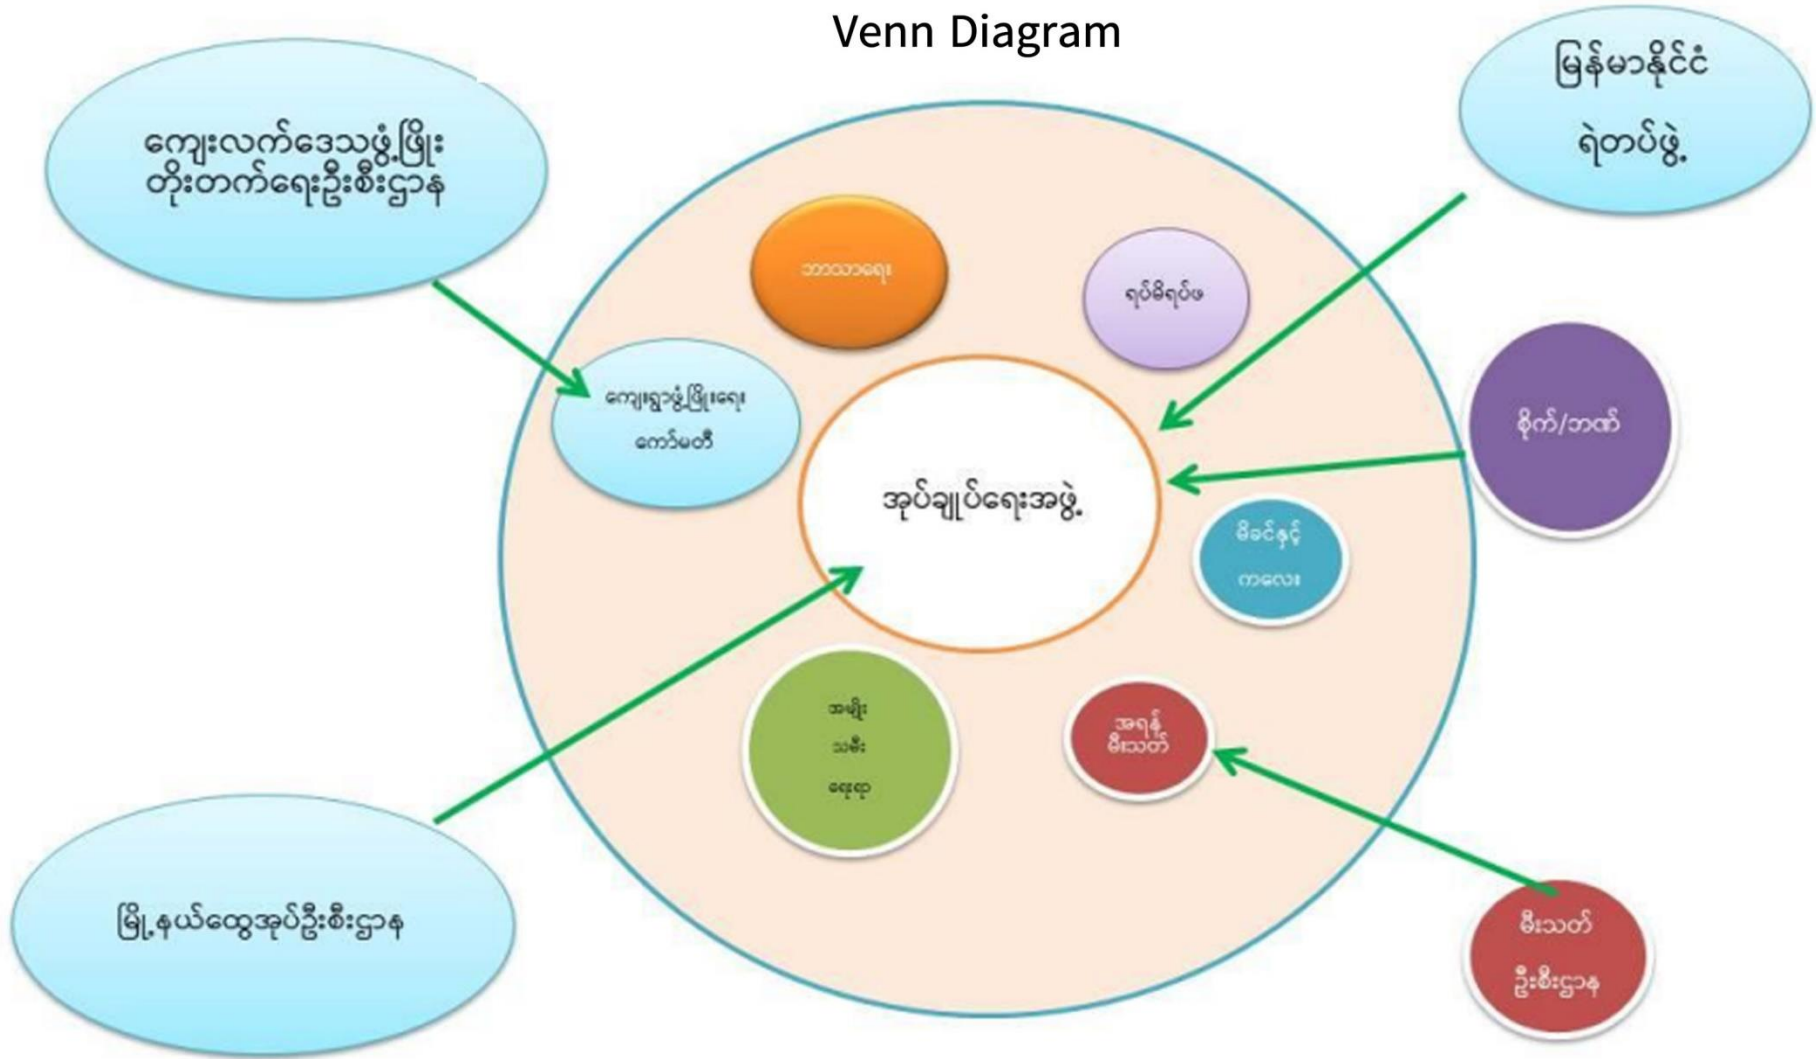 Venn Diagram
ကျေးလက်ဒေသဖွံ့ဖြိုး
တိုးတက်ရေးဦးစီးဌာန
မြန်မာနိုင်ငံ
ရဲတပ်ဖွဲ့
ဘာသာရေး
ရပ်မိရပ်ဖ
ကျေးရွာဖွံ့ဖြိုးရေး
ကော်မတီ
စိုက်/ဘဏ်
အုပ်ချုပ်ရေးအဖွဲ့
မိခင်နှင့်
ကလေး
အမျိုး
သမီး
ရေးရာ
အရန်
မီးသတ်
မြို့နယ်ထွေအုပ်ဦးစီးဌာန
မီးသတ်
ဦးစီးဌာန